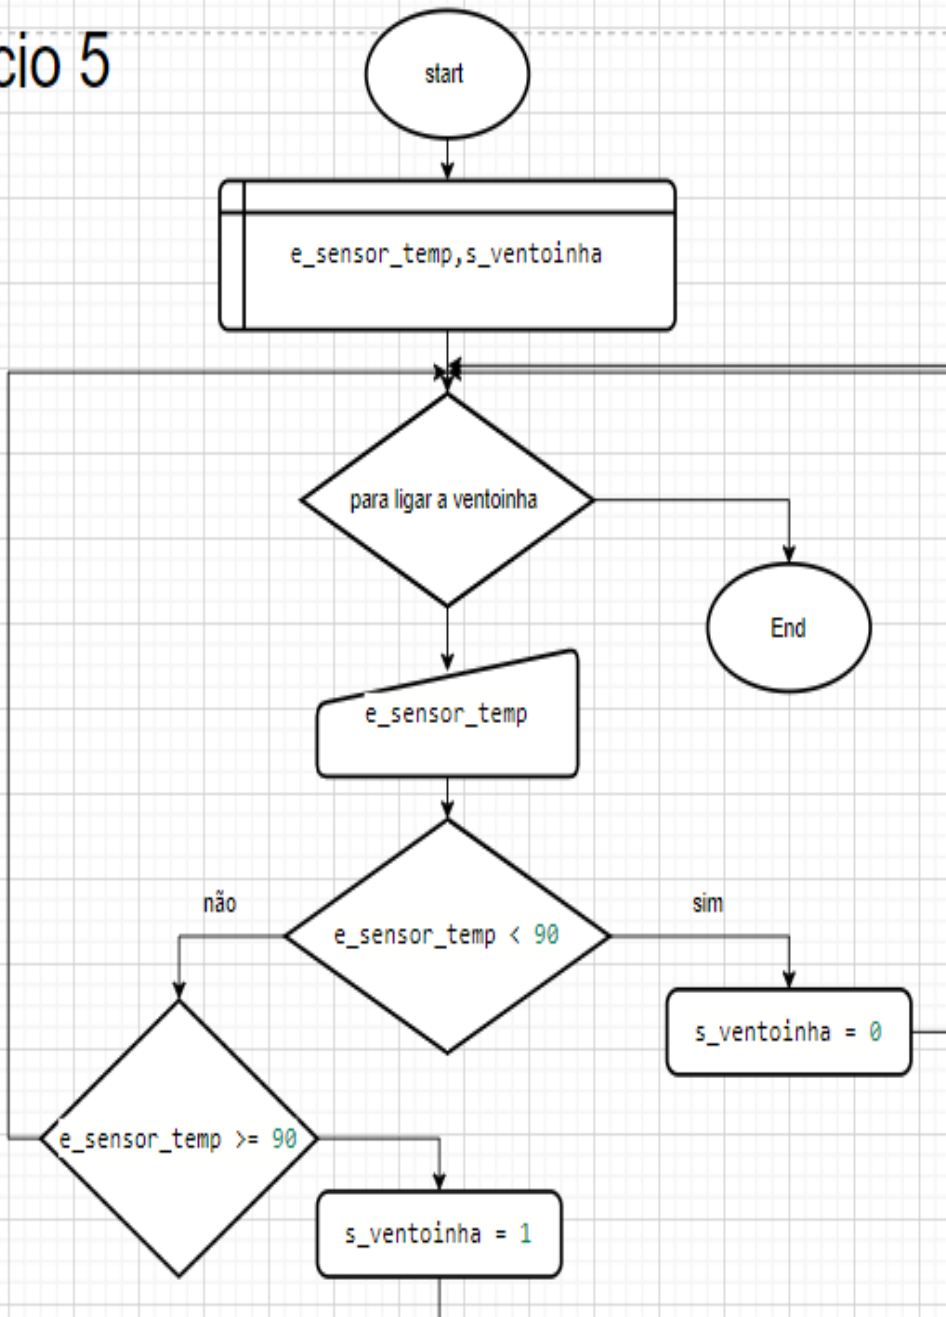 cio 5
start
e_sensor_temp,s_ventoinha
para ligar a ventoinha
End
e_sensor_temp
não
sim
e_sensor_temp < 90
s_ventoinha = 0
e_sensor_temp >= 90
s_ventoinha = 1